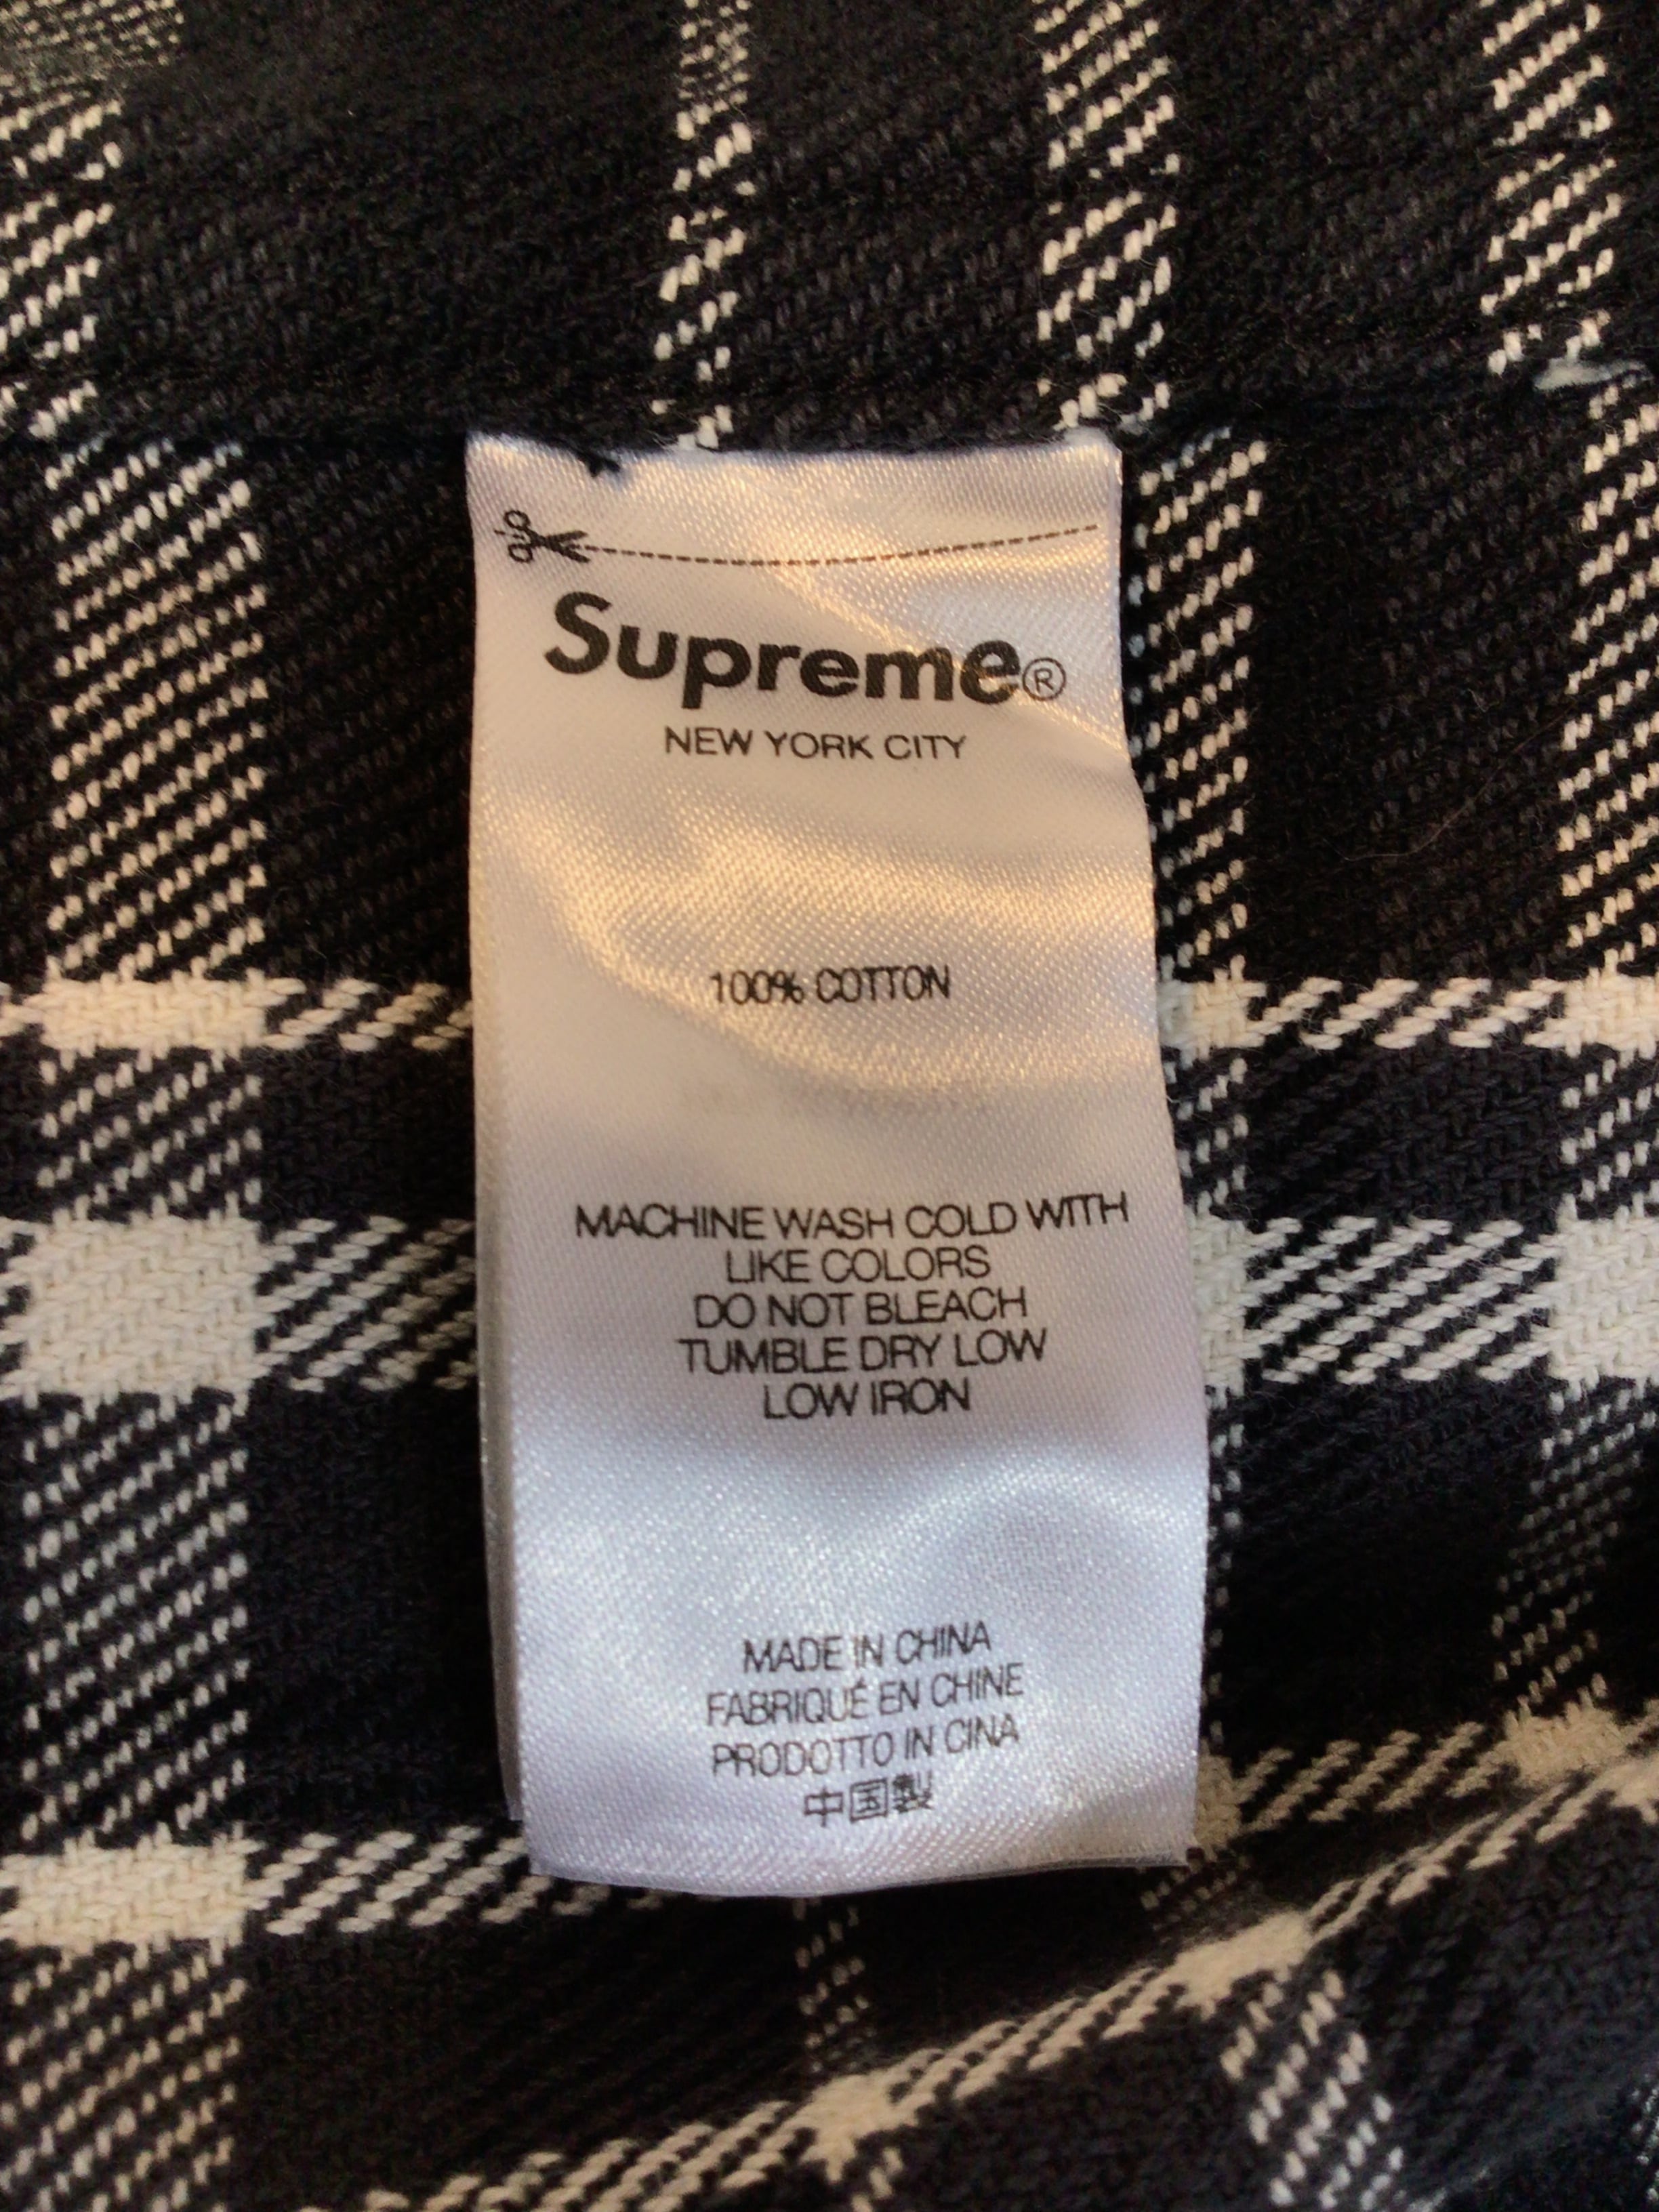 Supreme®
NEW YORK CITY
100% COTTON
MACHINE WASH COLD WITH
LIKE COLORS
DO NOT BLEACH
TUMBLE DRY LOW
LOW IRON
MADE IN CHINA
FABRIQUÉ EN CHINE
PRODOTTO IN CINA
中国製